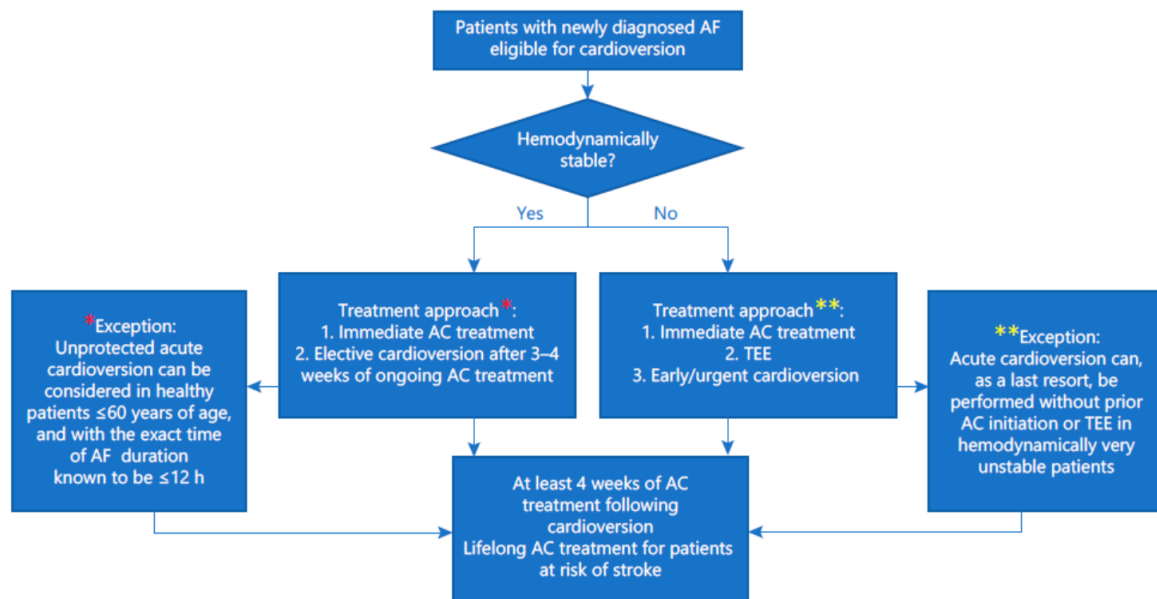 Patients with newly diagnosed AF
eligible for cardioversion
Hemodynamically
stable?
Yes
No
Treatment approach*:
1. Immediate AC treatment
2. Elective cardioversion after 3–4
weeks of ongoing AC treatment
Treatment approach**:
1. Immediate AC treatment
2. TEE
3. Early/urgent cardioversion
*Exception:
Unprotected acute
cardioversion can be
considered in healthy
patients ≤60 years of age,
and with the exact time
of AF duration
known to be ≤12 h
**Exception:
Acute cardioversion can,
as a last resort, be
performed without prior
AC initiation or TEE in
hemodynamically very
unstable patients
At least 4 weeks of AC
treatment following
cardioversion
Lifelong AC treatment for patients
at risk of stroke